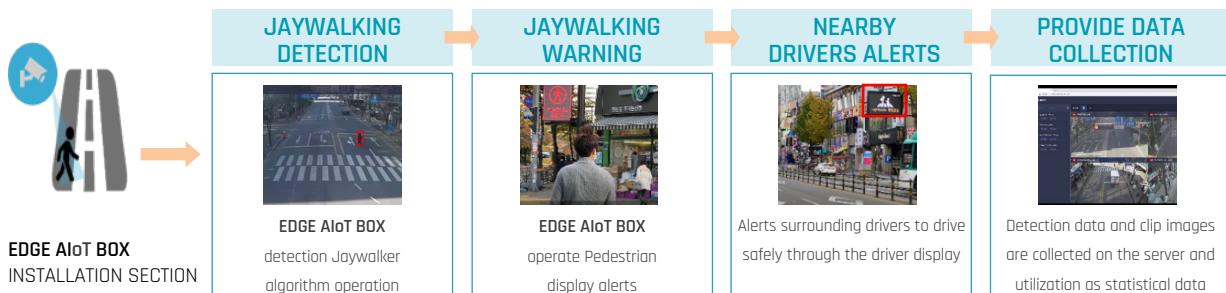 JAYWALKING
DETECTION
JAYWALKING
WARNING
NEARBY
DRIVERS ALERTS
PROVIDE DATA
COLLECTION
EDGE AIoT BOX
INSTALLATION SECTION
EDGE AIoT BOX
detection Jaywalker
algorithm operation
EDGE AIoT BOX
operate Pedestrian
display alerts
Alerts surrounding drivers to drive
safely through the driver display
Detection data and clip images
are collected on the server and
utilization as statistical data